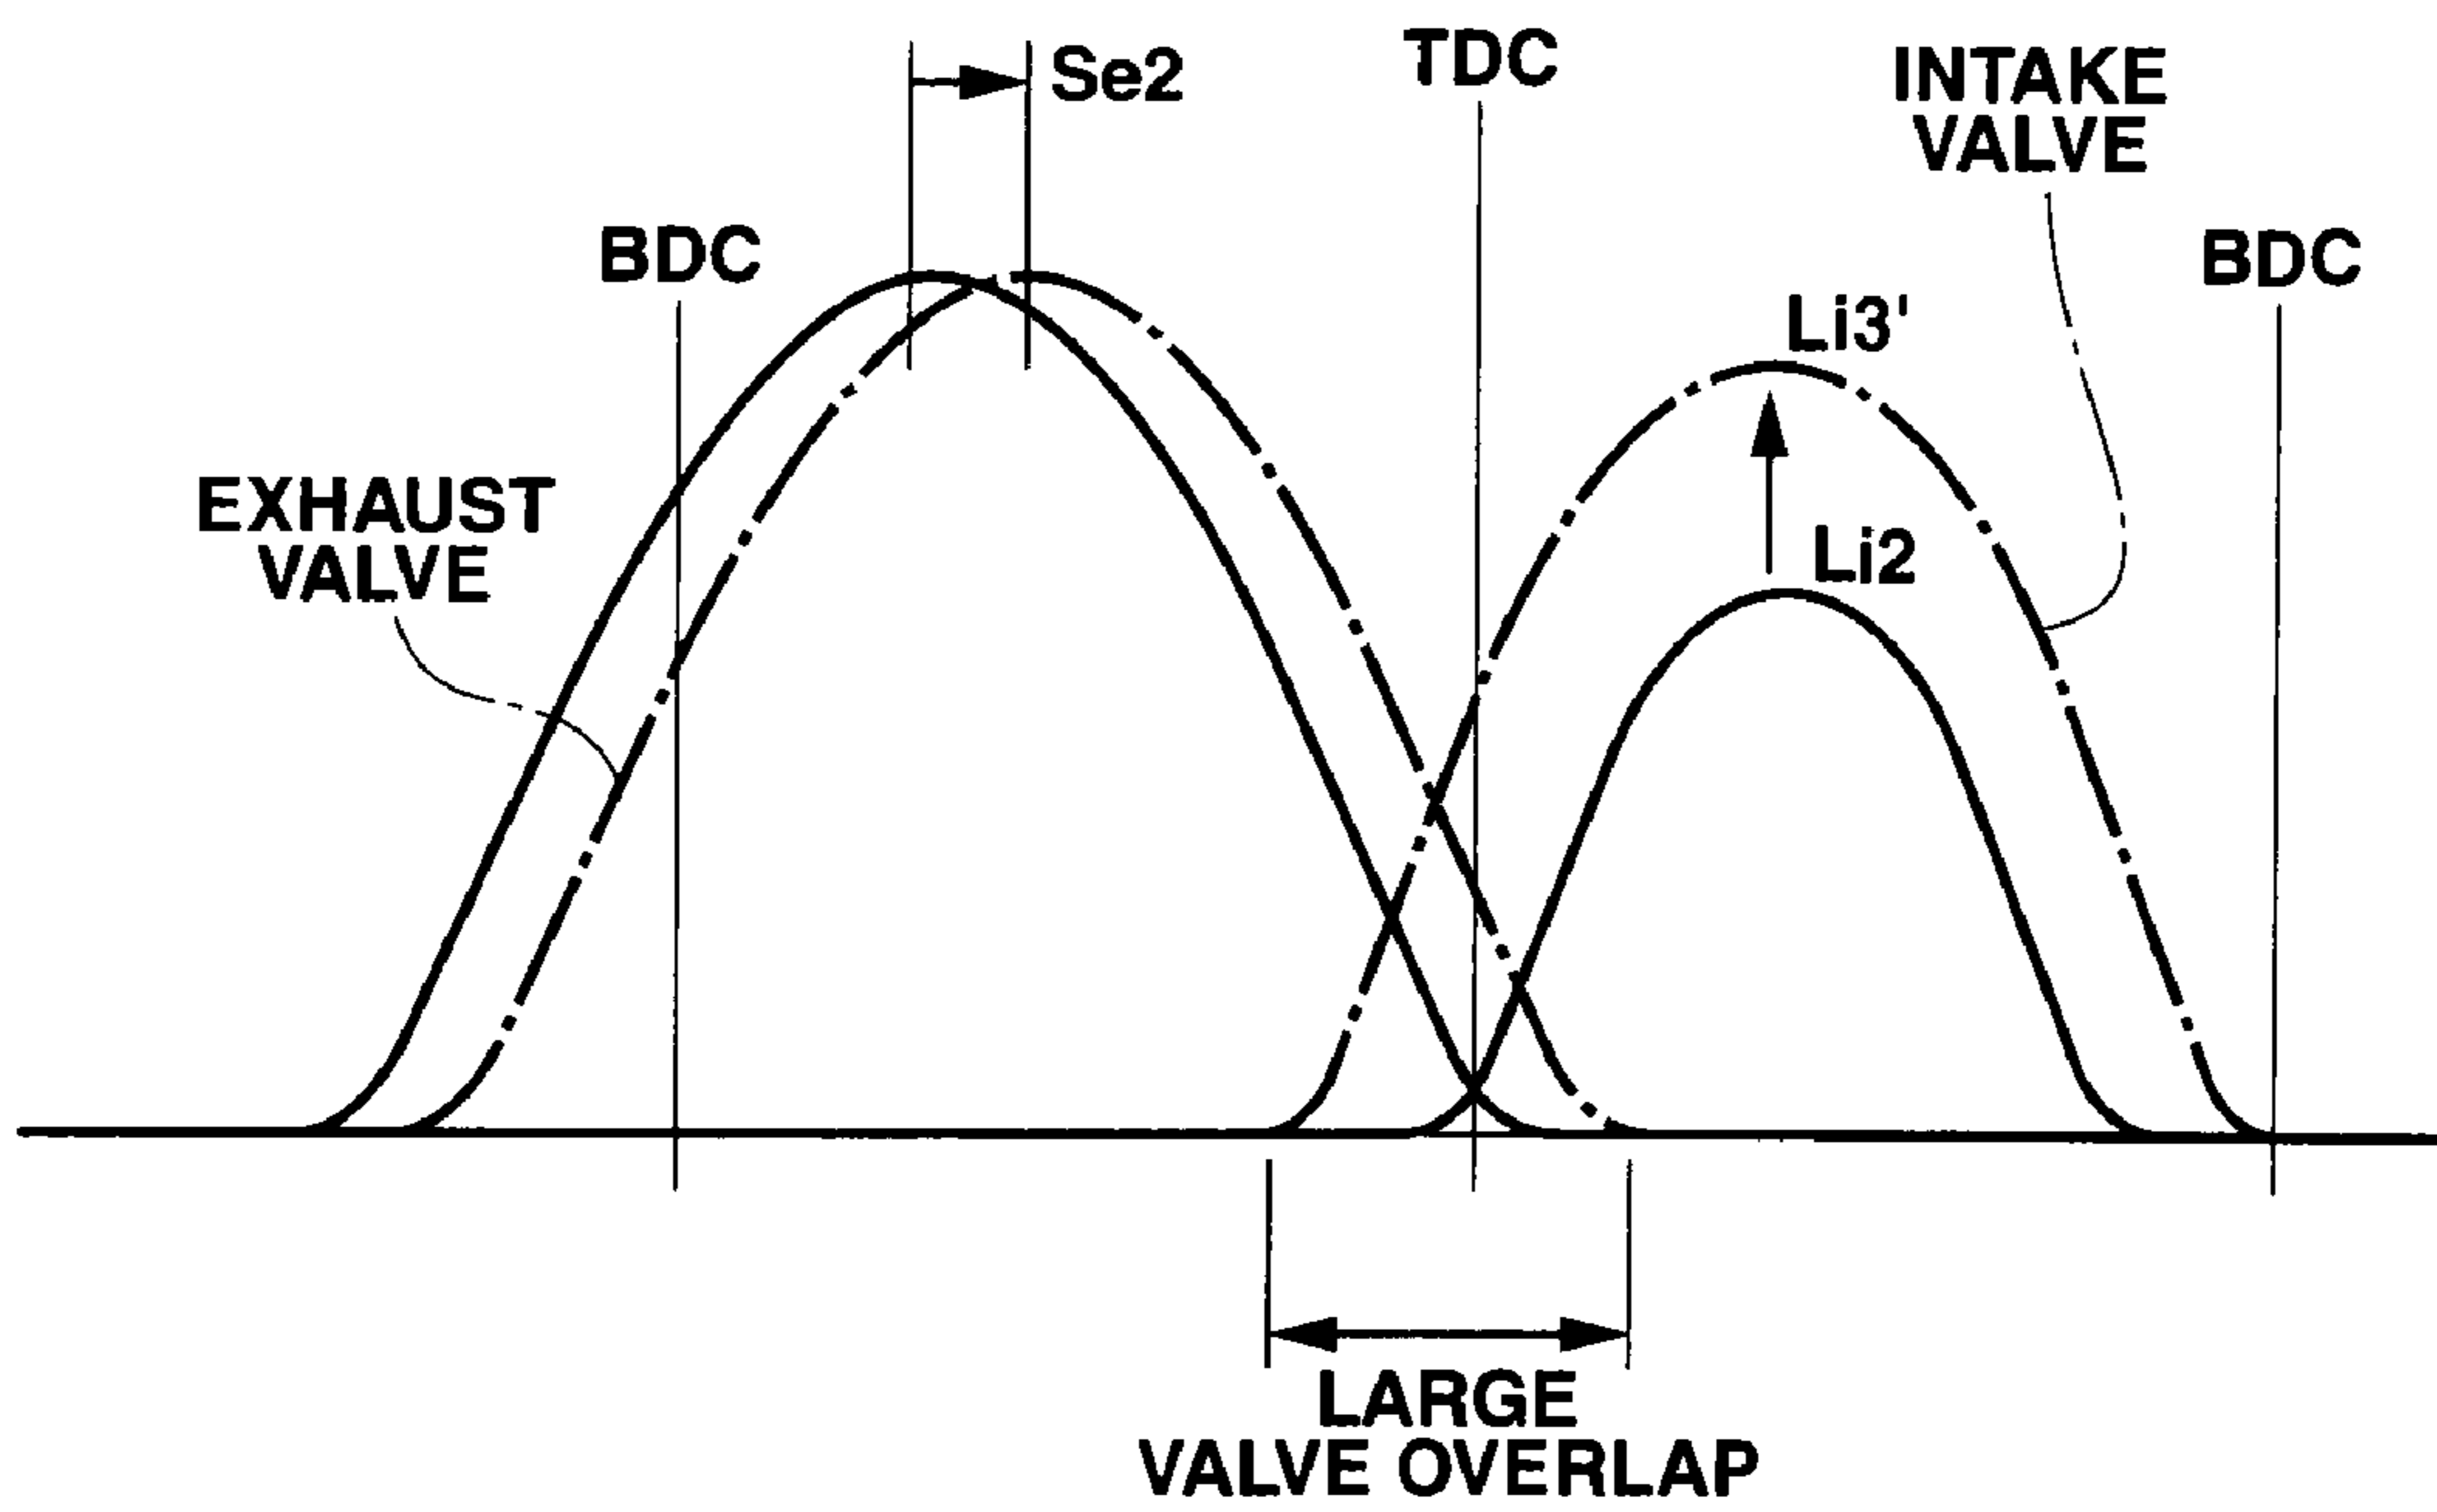 Se2
TDC
INTAKE
VALVE
BDC
BDC
Li3'
EXHAUST
VALVE
Li2
LARGE
VALVE OVERLAP